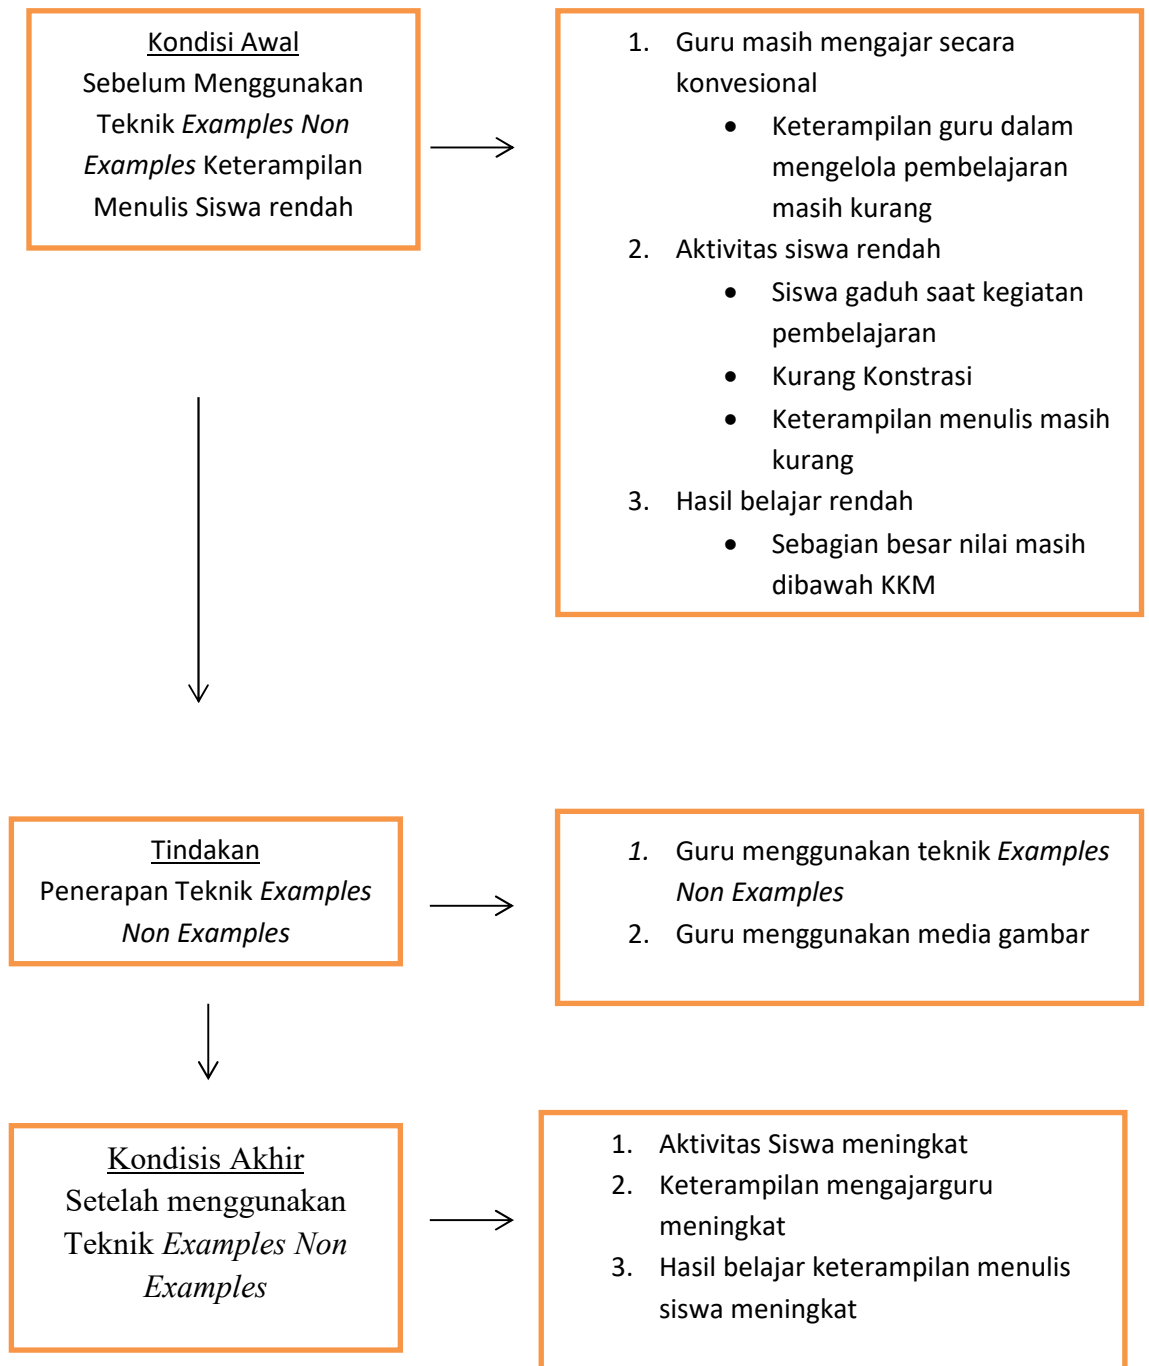 Kondisi Awal
Sebelum Menggunakan
Teknik Examples Non
Examples Keterampilan
Menulis Siswa rendah
1. Guru masih mengajar secara
konvesional
• Keterampilan guru dalam
mengelola pembelajaran
masih kurang
2. Aktivitas siswa rendah
• Siswa gaduh saat kegiatan
pembelajaran
• Kurang Konstrasi
• Keterampilan menulis masih
kurang
3. Hasil belajar rendah
• Sebagian besar nilai masih
dibawah KKM
Tindakan
Penerapan Teknik Examples
Non Examples
1. Guru menggunakan teknik Examples
Non Examples
2. Guru menggunakan media gambar
Kondisis Akhir
Setelah menggunakan
Teknik Examples Non
Examples
1. Aktivitas Siswa meningkat
2. Keterampilan mengajarguru
meningkat
3. Hasil belajar keterampilan menulis
siswa meningkat